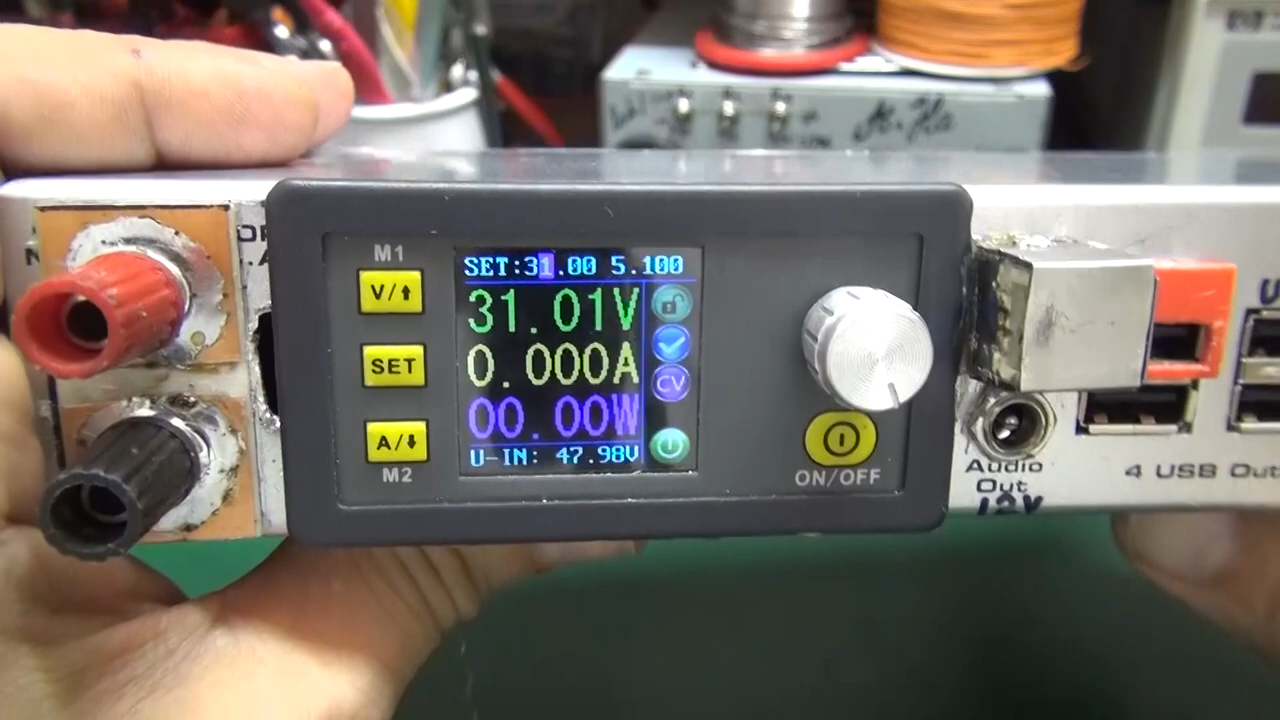 M1
V/⬆
SET
A/⬇
M2
SET:31.00 5.100
31.01V
0.000A
00.00W
U-IN: 47.98V
CV
ON/OFF
Audio
Out
12V
4 USB Out